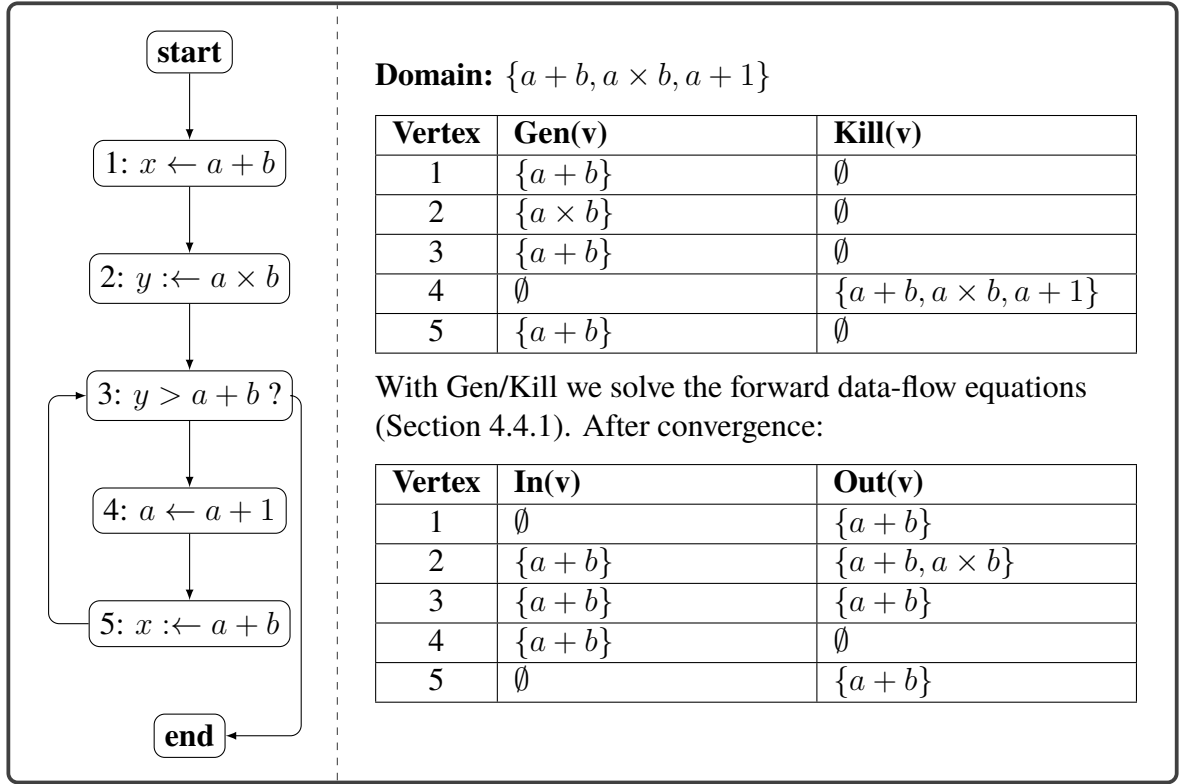 start
1: x ← a + b
2: y :← a × b
3: y > a + b ?
4: a ← a + 1
5: x :← a + b
end
Domain: {a + b, a × b, a + 1}
Vertex Gen(v) Kill(v)
1 {a + b} ∅
2 {a × b} ∅
3 {a + b} ∅
4 ∅ {a + b, a × b, a + 1}
5 {a + b} ∅
With Gen/Kill we solve the forward data-flow equations
(Section 4.4.1). After convergence:
Vertex In(v) Out(v)
1 ∅ {a + b}
2 {a + b} {a + b, a × b}
3 {a + b} {a + b}
4 {a + b} ∅
5 ∅ {a + b}